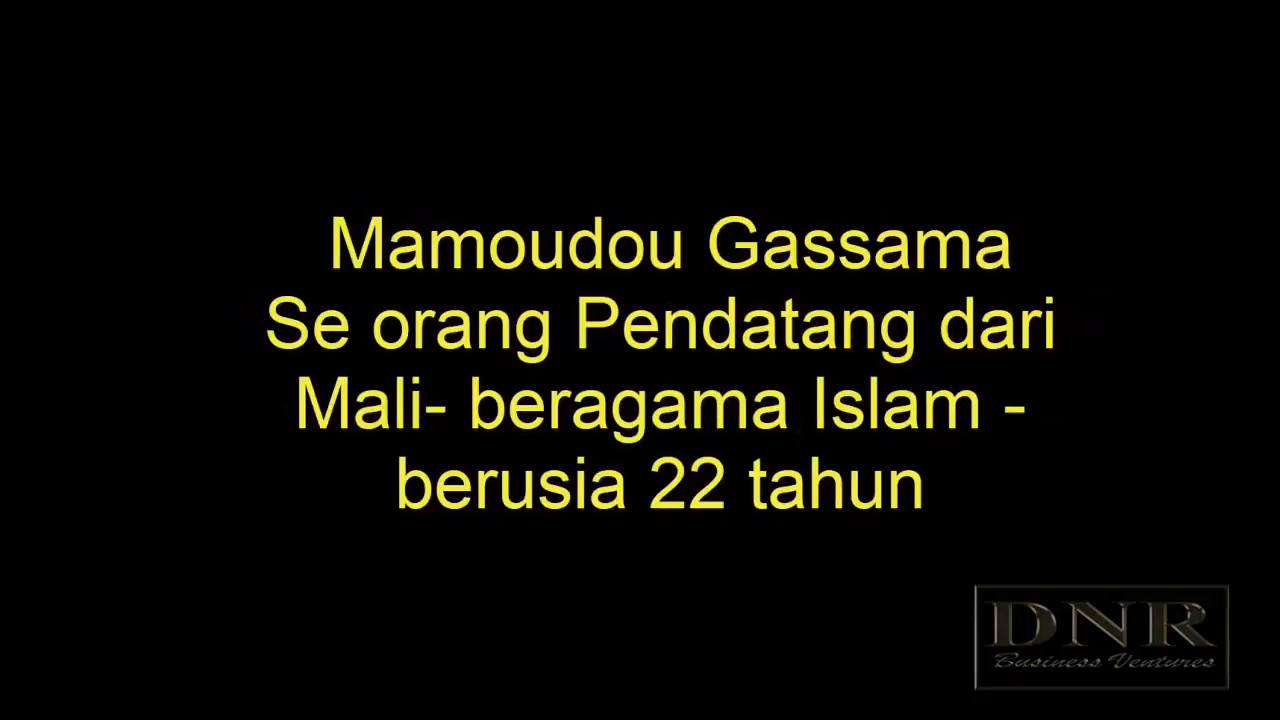 Mamoudou Gassama
Se orang Pendatang dari
Mali- beragama Islam -
berusia 22 tahun
DNR
Business Ventures